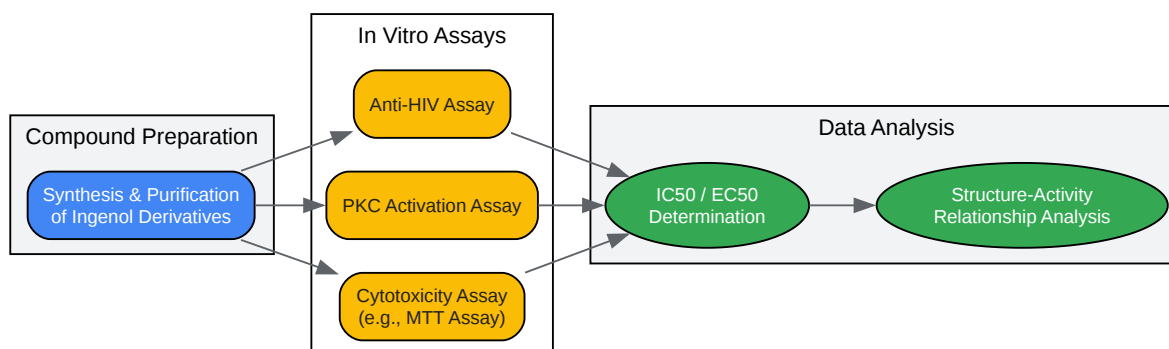 Compound Preparation
Synthesis & Purification
of Ingenol Derivatives
In Vitro Assays
Anti-HIV Assay
PKC Activation Assay
Cytotoxicity Assay
(e.g., MTT Assay)
Data Analysis
IC50 / EC50
Determination
Structure-Activity
Relationship Analysis